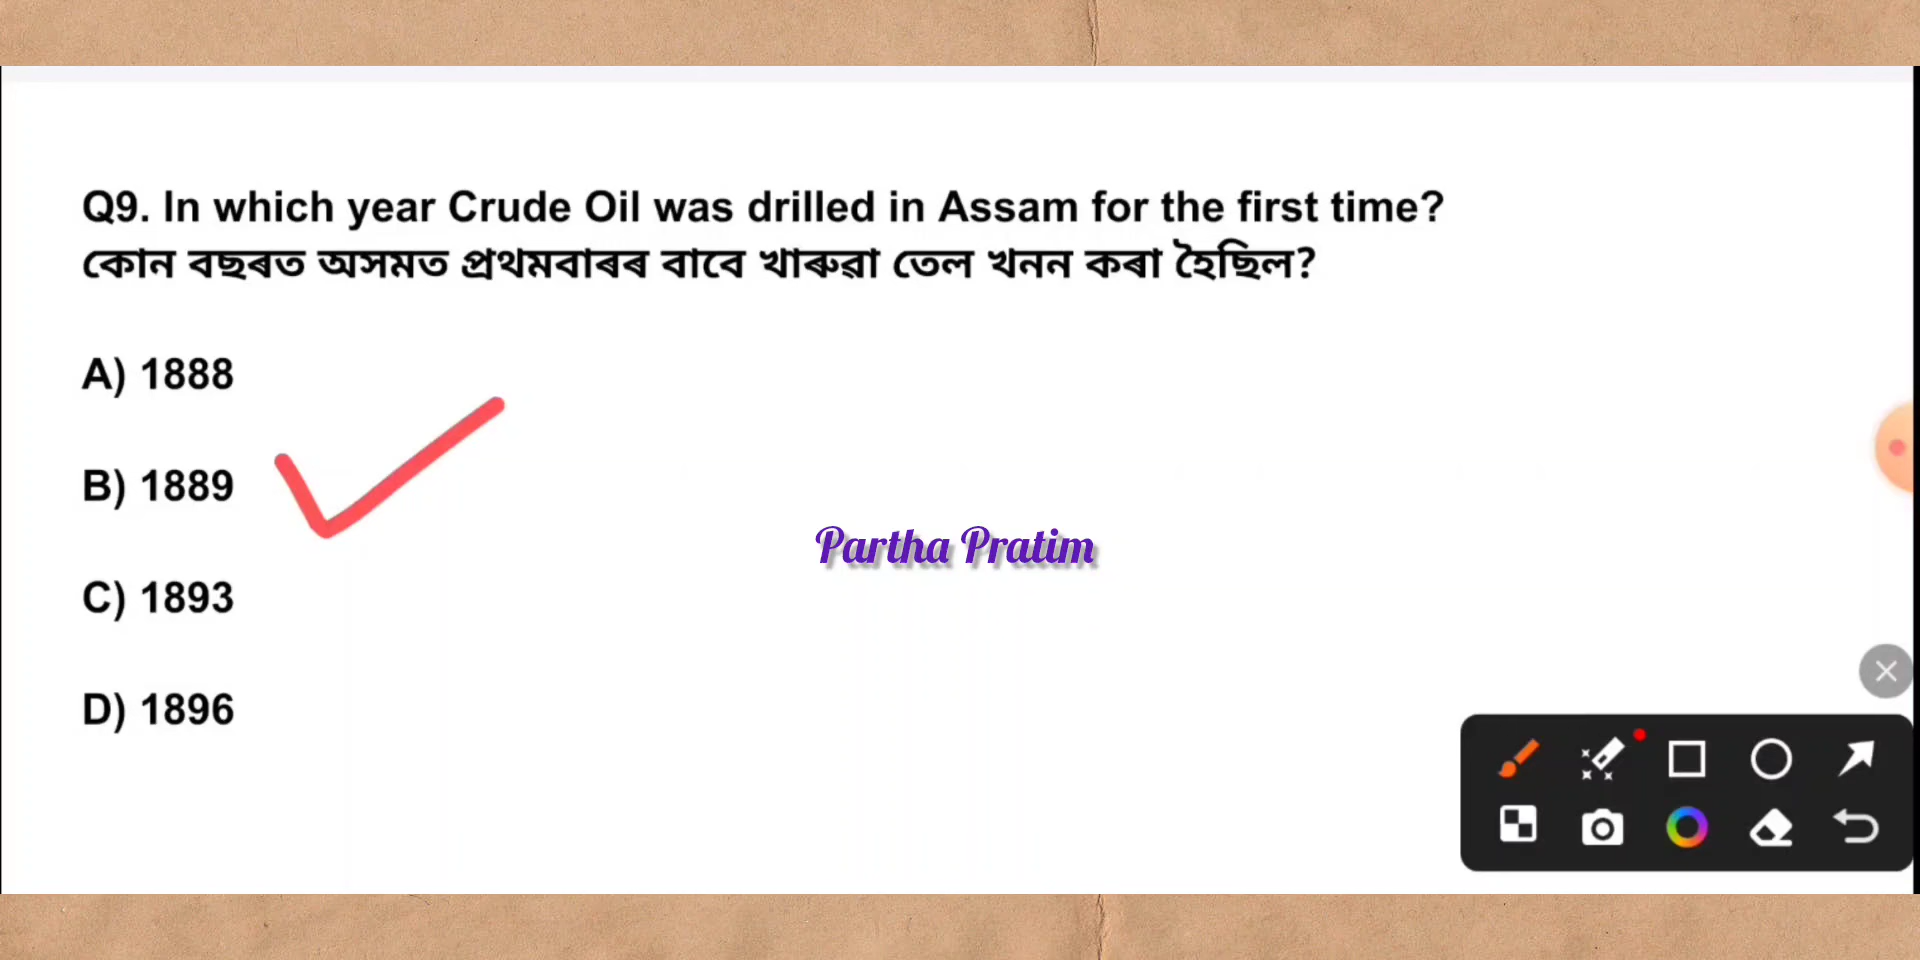 Q9. In which year Crude Oil was drilled in Assam for the first time?
কোন বছৰত অসমত প্ৰথমবাৰৰ বাবে খাৰুৱা তেল খনন কৰা হৈছিল?
A) 1888
B) 1889
Partha Pratim
C) 1893
D) 1896